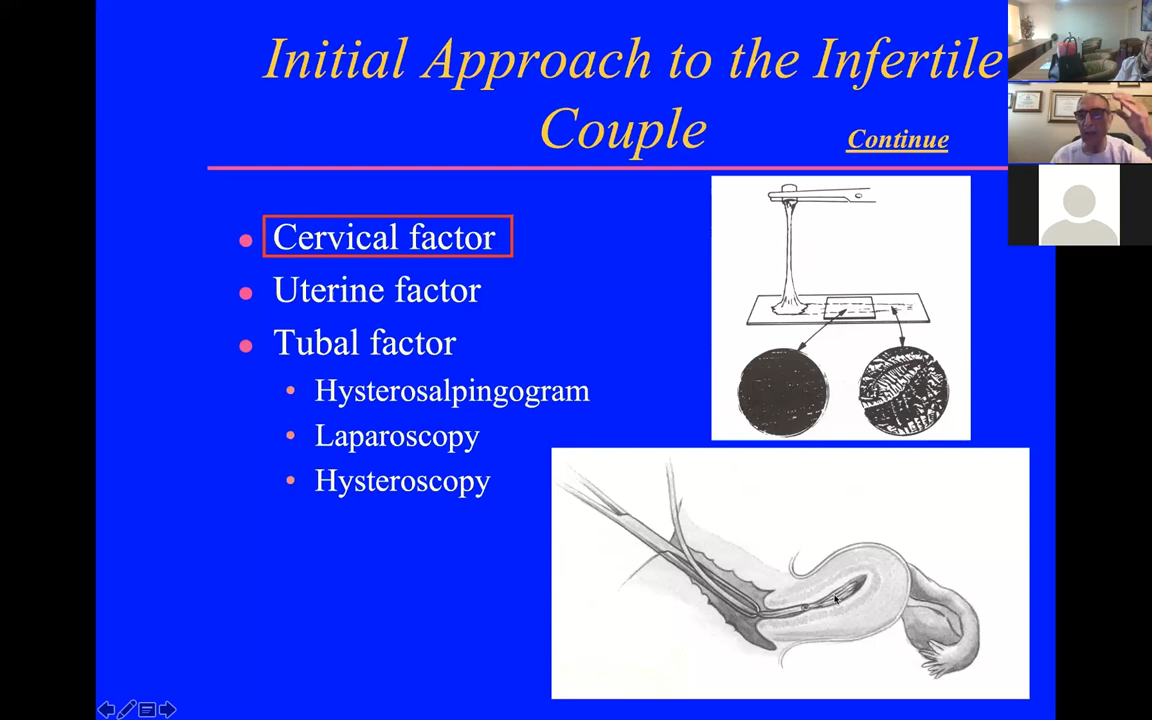 Initial Approach to the Infertile
Couple
Continue
Cervical factor
Uterine factor
Tubal factor
Hysterosalpingogram
Laparoscopy
Hysteroscopy